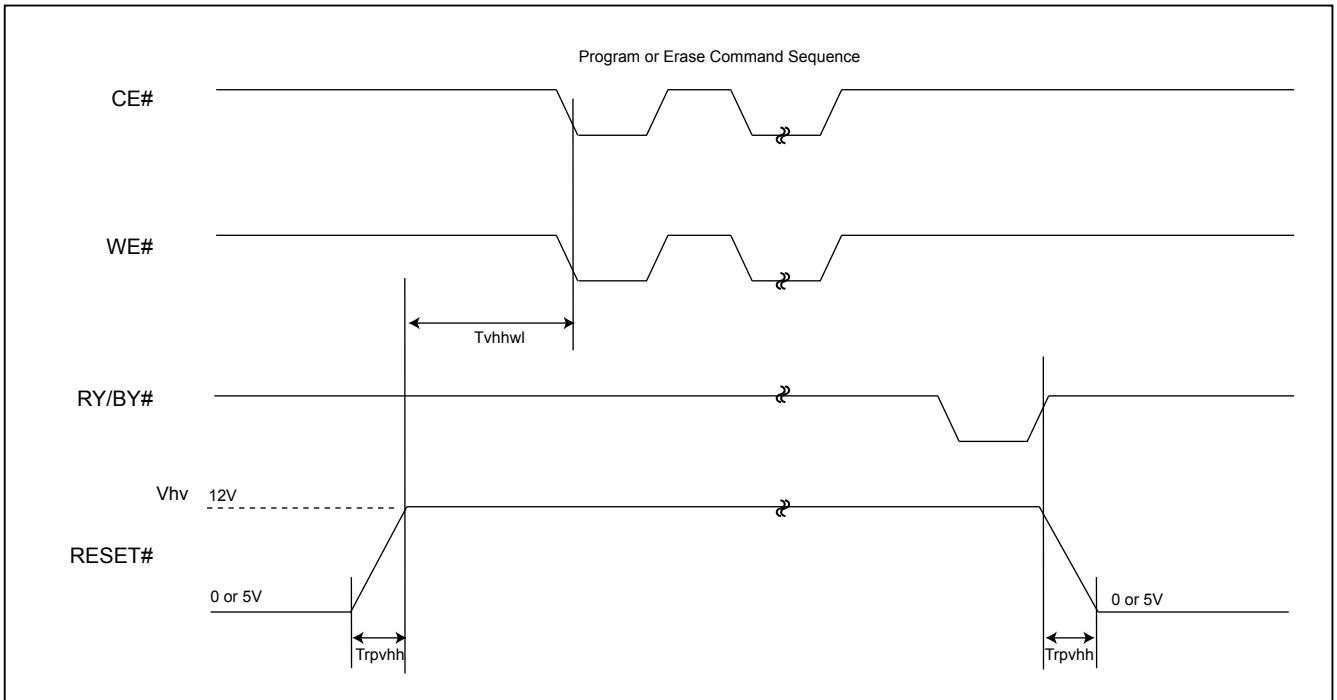 Program or Erase Command Sequence
CE#
WE#
Tvhhwl
RY/BY#
Vhv 12V
RESET#
0 or 5V
0 or 5V
Trpvhh
Trpvhh